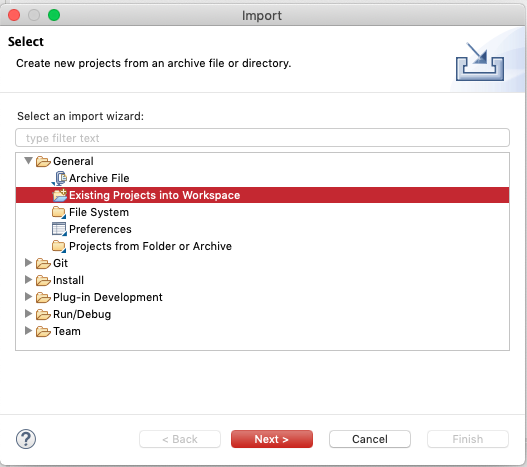 Import
Select
Create new projects from an archive file or directory.
Select an import wizard:
type filter text
General
Archive File
Existing Projects into Workspace
File System
Preferences
Projects from Folder or Archive
Git
Install
Plug-in Development
Run/Debug
Team
? < Back Next > Cancel Finish